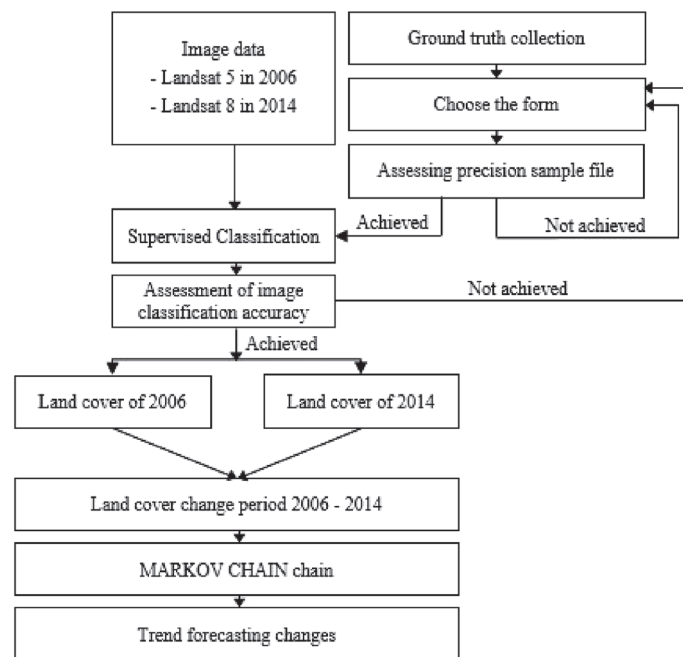 Image data
- Landsat 5 in 2006
- Landsat 8 in 2014
Ground truth collection
Choose the form
Assessing precision sample file
Achieved
Not achieved
Supervised Classification
Assessment of image
classification accuracy
Not achieved
Achieved
Land cover of 2006
Land cover of 2014
Land cover change period 2006 - 2014
MARKOV CHAIN chain
Trend forecasting changes